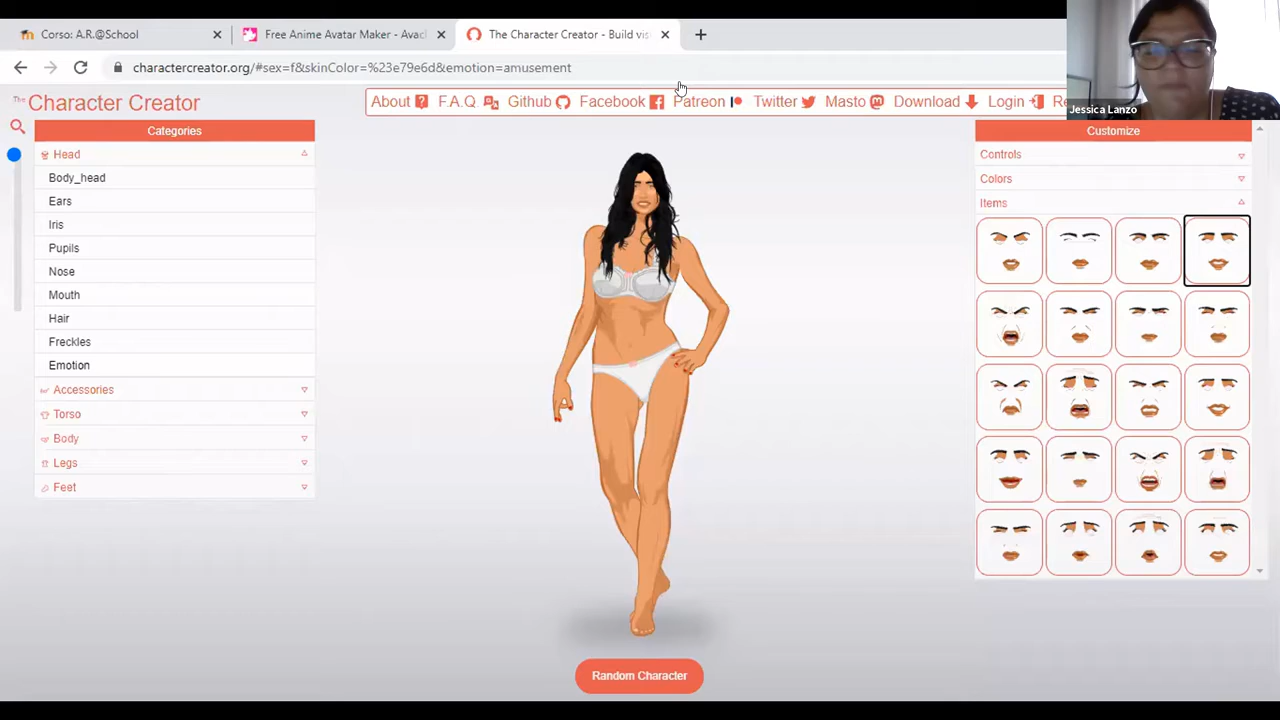 Corso: A.R.@School
Free Anime Avatar Maker - Avac
The Character Creator - Build vis
charactercreator.org/#sex=f&skinColor=%23e79e6d&emotion=amusement
Jessica Lanzo
The Character Creator
About F.A.Q. Github Facebook Patreon Twitter Masto Download Login Re
Categories
Head
Body_head
Ears
Iris
Pupils
Nose
Mouth
Hair
Freckles
Emotion
Accessories
Torso
Body
Legs
Feet
Customize
Controls
Colors
Items
Random Character